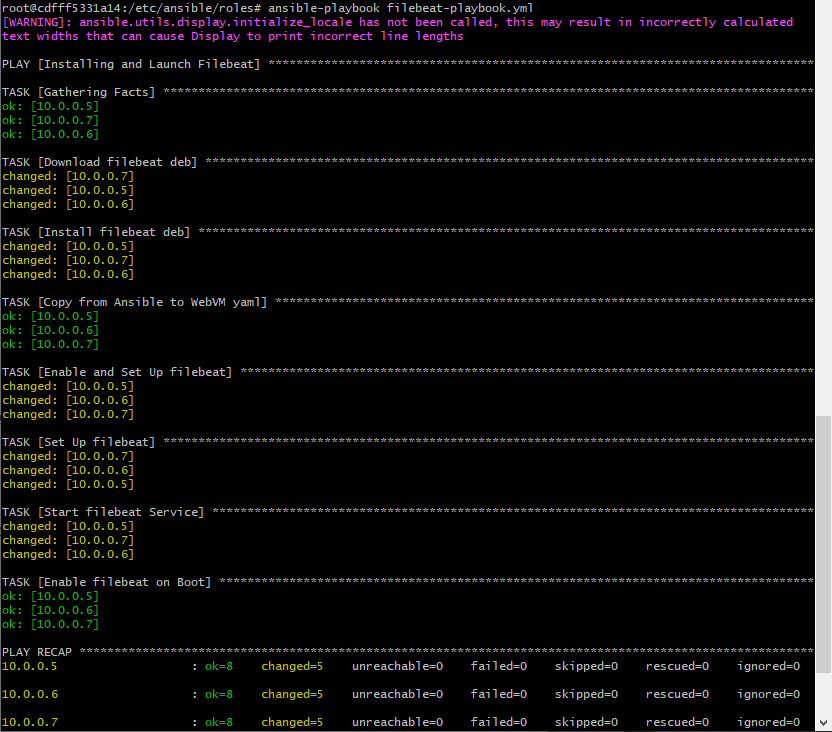 root@cdfff5331a14:/etc/ansible/roles# ansible-playbook filebeat-playbook.yml
[WARNING]: ansible.utils.display.initialize_locale has not been called, this may result in incorrectly calculated
text widths that can cause Display to print incorrect line lengths
PLAY [Installing and Launch Filebeat] ******************************************************************************
TASK [Gathering Facts] *********************************************************************************************
ok: [10.0.0.5]
ok: [10.0.0.7]
ok: [10.0.0.6]
TASK [Download filebeat deb] ***************************************************************************************
changed: [10.0.0.7]
changed: [10.0.0.5]
changed: [10.0.0.6]
TASK [Install filebeat deb] ****************************************************************************************
changed: [10.0.0.5]
changed: [10.0.0.7]
changed: [10.0.0.6]
TASK [Copy from Ansible to WebVM yaml] *****************************************************************************
ok: [10.0.0.5]
ok: [10.0.0.6]
ok: [10.0.0.7]
TASK [Enable and Set Up filebeat] **********************************************************************************
changed: [10.0.0.5]
changed: [10.0.0.6]
changed: [10.0.0.7]
TASK [Set Up filebeat] *********************************************************************************************
changed: [10.0.0.7]
changed: [10.0.0.6]
changed: [10.0.0.5]
TASK [Start filebeat Service] **************************************************************************************
changed: [10.0.0.5]
changed: [10.0.0.7]
changed: [10.0.0.6]
TASK [Enable filebeat on Boot] *************************************************************************************
ok: [10.0.0.5]
ok: [10.0.0.6]
ok: [10.0.0.7]
PLAY RECAP *********************************************************************************************************
10.0.0.5                   : ok=8    changed=5    unreachable=0    failed=0    skipped=0    rescued=0    ignored=0
10.0.0.6                   : ok=8    changed=5    unreachable=0    failed=0    skipped=0    rescued=0    ignored=0
10.0.0.7                   : ok=8    changed=5    unreachable=0    failed=0    skipped=0    rescued=0    ignored=0